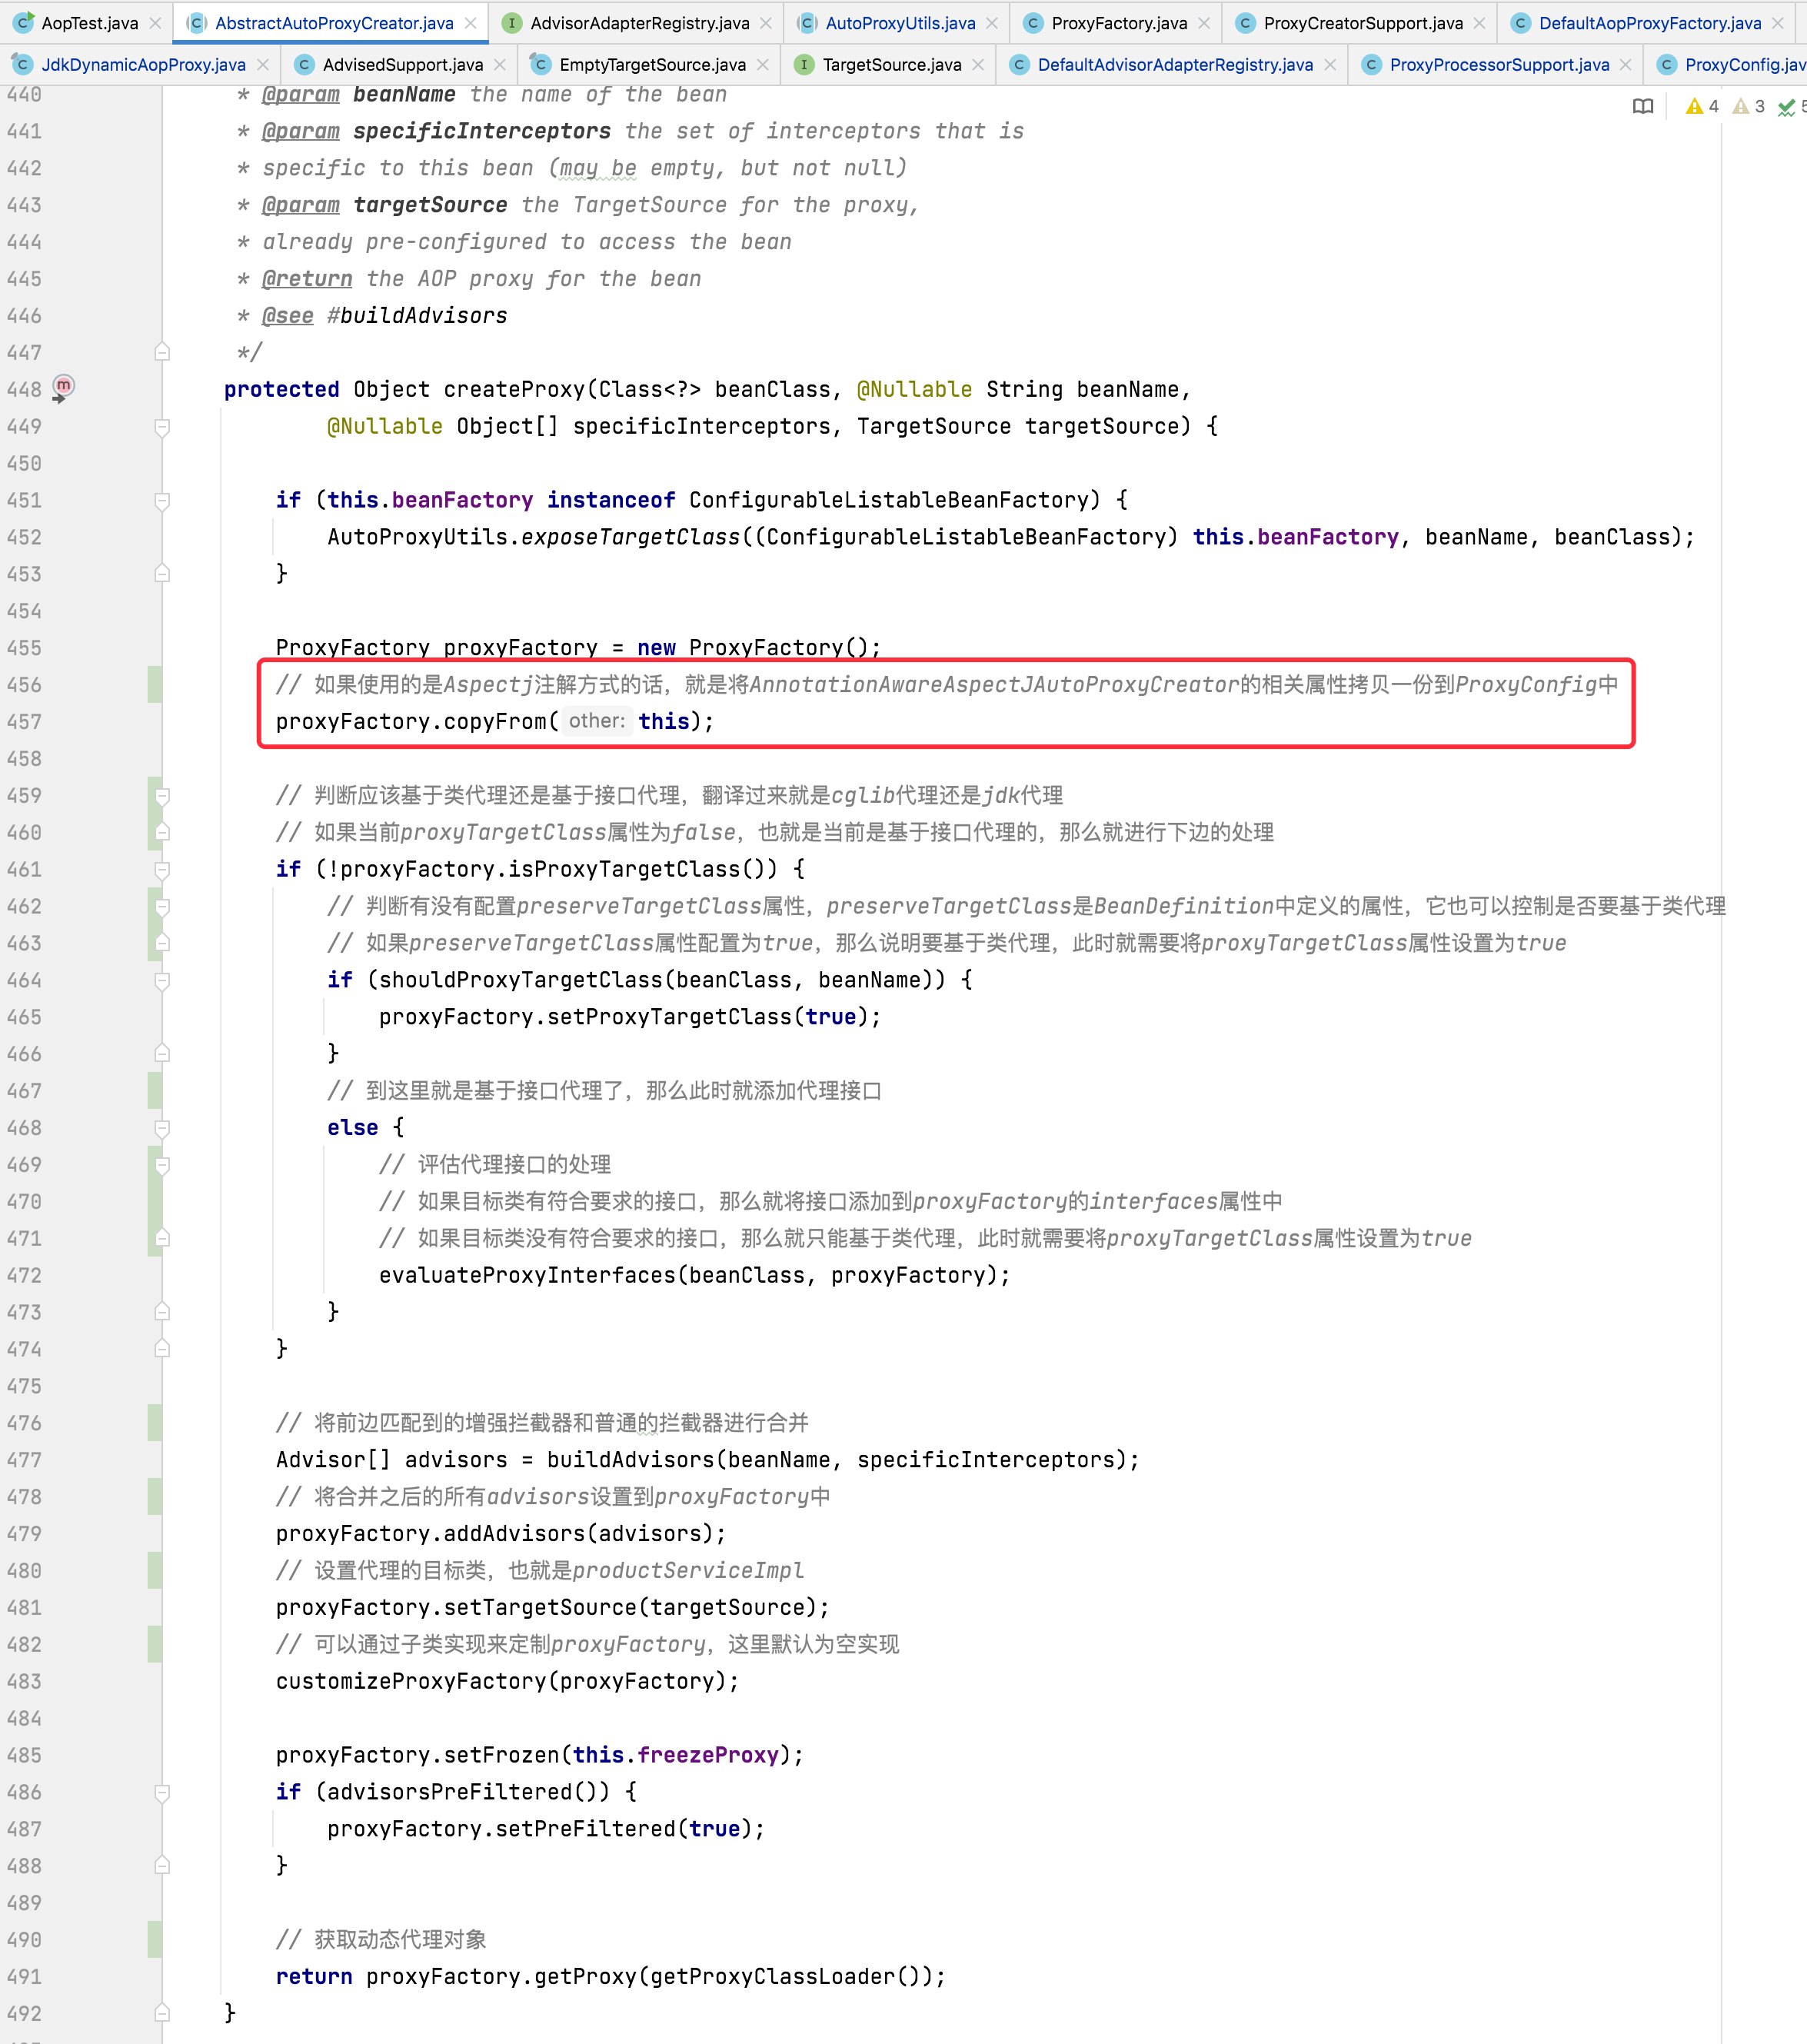 AopTest.java AbstractAutoProxyCreator.java AdvisorAdapterRegistry.java AutoProxyUtils.java ProxyFactory.java ProxyCreatorSupport.java DefaultAopProxyFactory.java
JdkDynamicAopProxy.java AdvisedSupport.java EmptyTargetSource.java TargetSource.java DefaultAdvisorAdapterRegistry.java ProxyProcessorSupport.java ProxyConfig.jav
4 3 5
440 * @param beanName the name of the bean
441 * @param specificInterceptors the set of interceptors that is
442 * specific to this bean (may be empty, but not null)
443 * @param targetSource the TargetSource for the proxy,
444 * already pre-configured to access the bean
445 * @return the AOP proxy for the bean
446 * @see #buildAdvisors
447 */
448 protected Object createProxy(Class<?> beanClass, @Nullable String beanName,
449 @Nullable Object[] specificInterceptors, TargetSource targetSource) {
450
451 if (this.beanFactory instanceof ConfigurableListableBeanFactory) {
452 AutoProxyUtils.exposeTargetClass((ConfigurableListableBeanFactory) this.beanFactory, beanName, beanClass);
453 }
454
455 ProxyFactory proxyFactory = new ProxyFactory();
456 // 如果使用的是Aspectj注解方式的话，就是将AnnotationAwareAspectJAutoProxyCreator的相关属性拷贝一份到ProxyConfig中
457 proxyFactory.copyFrom( other: this);
458
459 // 判断应该基于类代理还是基于接口代理，翻译过来就是cglib代理还是jdk代理
460 // 如果当前proxyTargetClass属性为false，也就是当前是基于接口代理的，那么就进行下边的处理
461 if (!proxyFactory.isProxyTargetClass()) {
462 // 判断有没有配置preserveTargetClass属性，preserveTargetClass是BeanDefinition中定义的属性，它也可以控制是否要基于类代理
463 // 如果preserveTargetClass属性配置为true，那么说明要基于类代理，此时就需要将proxyTargetClass属性设置为true
464 if (shouldProxyTargetClass(beanClass, beanName)) {
465 proxyFactory.setProxyTargetClass(true);
466 }
467 // 到这里就是基于接口代理了，那么此时就添加代理接口
468 else {
469 // 评估代理接口的处理
470 // 如果目标类有符合要求的接口，那么就将接口添加到proxyFactory的interfaces属性中
471 // 如果目标类没有符合要求的接口，那么就只能基于类代理，此时就需要将proxyTargetClass属性设置为true
472 evaluateProxyInterfaces(beanClass, proxyFactory);
473 }
474 }
475
476 // 将前边匹配到的增强拦截器和普通的拦截器进行合并
477 Advisor[] advisors = buildAdvisors(beanName, specificInterceptors);
478 // 将合并之后的所有advisors设置到proxyFactory中
479 proxyFactory.addAdvisors(advisors);
480 // 设置代理的目标类，也就是productServiceImpl
481 proxyFactory.setTargetSource(targetSource);
482 // 可以通过子类实现来定制proxyFactory，这里默认为空实现
483 customizeProxyFactory(proxyFactory);
484
485 proxyFactory.setFrozen(this.freezeProxy);
486 if (advisorsPreFiltered()) {
487 proxyFactory.setPreFiltered(true);
488 }
489
490 // 获取动态代理对象
491 return proxyFactory.getProxy(getProxyClassLoader());
492 }